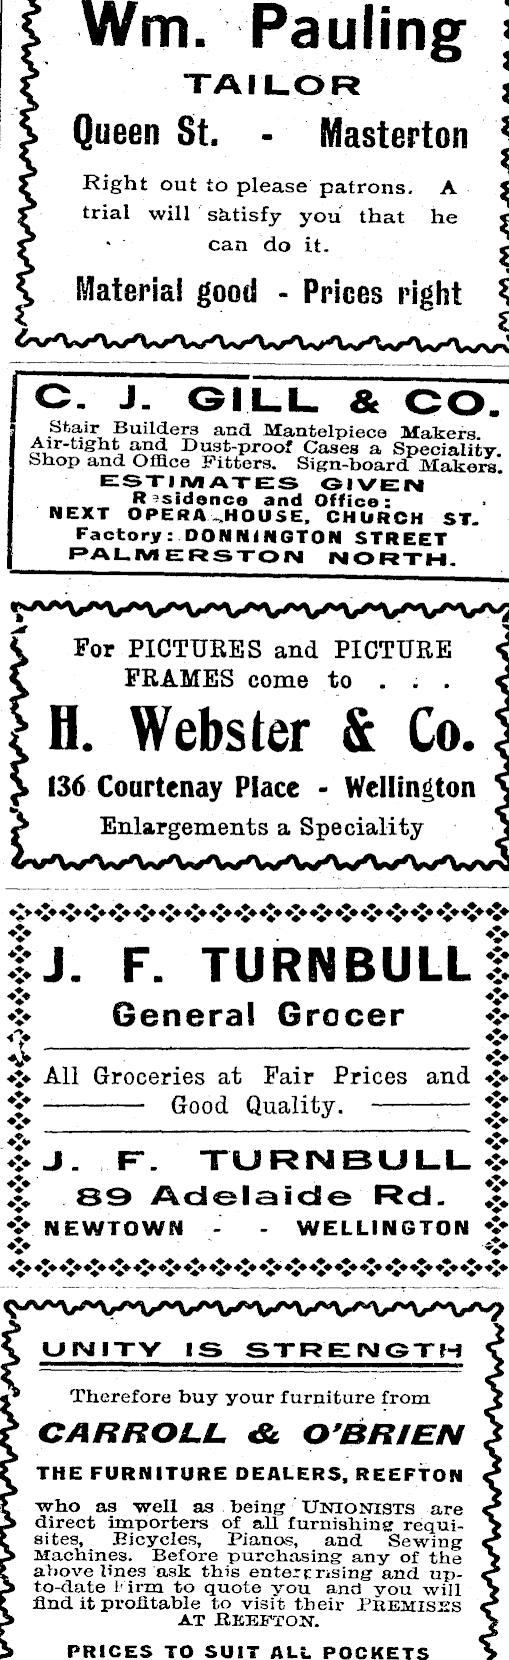 Wm. Pauling
TAILOR
Queen St. - Masterton
Right out to please patrons. A
trial will satisfy you that he
can do it.
Material good - Prices right
C. J. GILL & CO.
Stair Builders and Mantelpiece Makers.
Air-tight and Dust-proof Cases a Speciality.
Shop and Office Fitters. Sign-board Makers.
ESTIMATES GIVEN
Residence and Office:
NEXT OPERA HOUSE, CHURCH ST.
Factory: DONNINGTON STREET
PALMERSTON NORTH.
For PICTURES and PICTURE
FRAMES come to . . .
H. Webster & Co.
136 Courtenay Place - Wellington
Enlargements a Speciality
J. F. TURNBULL
General Grocer
All Groceries at Fair Prices and
Good Quality.
J. F. TURNBULL
89 Adelaide Rd.
NEWTOWN - - WELLINGTON
UNITY IS STRENGTH
Therefore buy your furniture from
CARROLL & O'BRIEN
THE FURNITURE DEALERS, REEFTON
who as well as being UNIONISTS are
direct importers of all furnishing requi-
sites, Bicycles, Pianos, and Sewing
Machines. Before purchasing any of the
above lines ask this enterprising and up-
to-date Firm to quote you and you will
find it profitable to visit their PREMISES
AT REEFTON.
PRICES TO SUIT ALL POCKETS